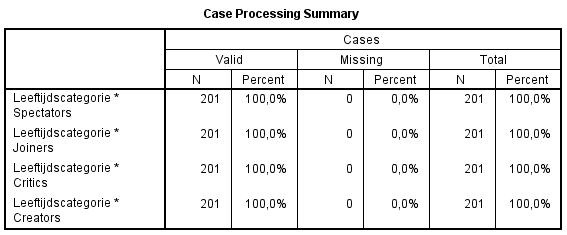 Case Processing Summary
Cases
Valid Missing Total
N Percent N Percent N Percent
Leeftijdscategorie *
Spectators 201 100,0% 0 0,0% 201 100,0%
Leeftijdscategorie *
Joiners 201 100,0% 0 0,0% 201 100,0%
Leeftijdscategorie *
Critics 201 100,0% 0 0,0% 201 100,0%
Leeftijdscategorie *
Creators 201 100,0% 0 0,0% 201 100,0%